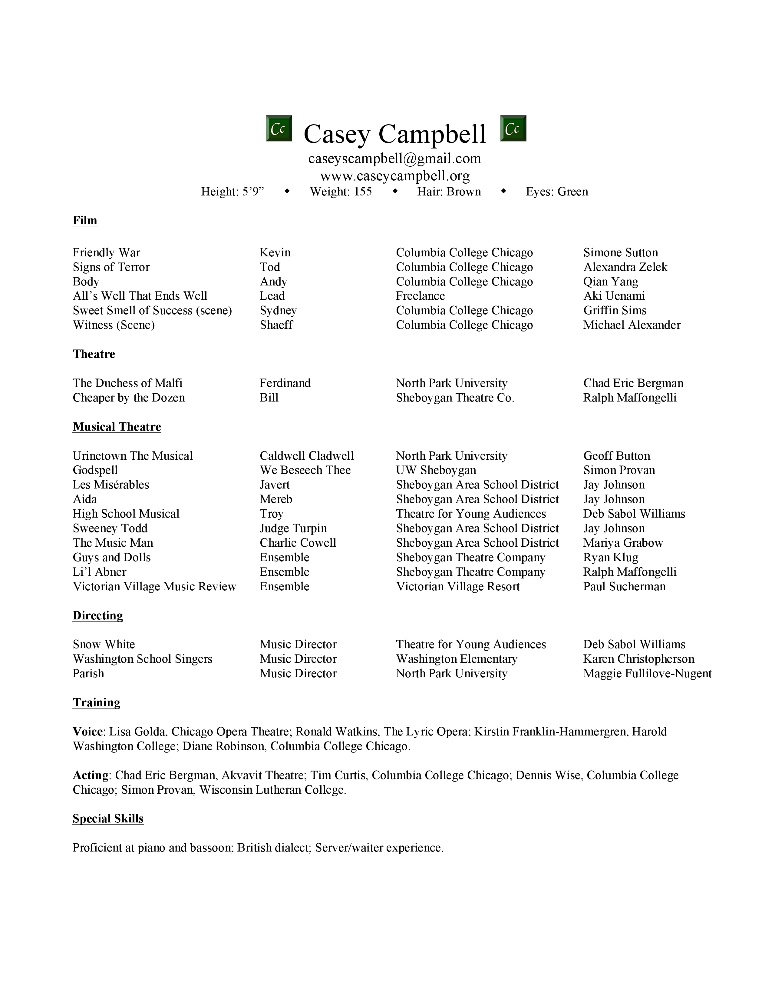 Cc Casey Campbell Cc
caseyscampbell@gmail.com
www.caseycampbell.org
Height: 5'9" ◆ Weight: 155 ◆ Hair: Brown ◆ Eyes: Green
Film
Friendly War Kevin Columbia College Chicago Simone Sutton
Signs of Terror Tod Columbia College Chicago Alexandra Zelek
Body Andy Columbia College Chicago Qian Yang
All's Well That Ends Well Lead Freelance Aki Uenami
Sweet Smell of Success (scene) Sydney Columbia College Chicago Griffin Sims
Witness (Scene) Shaeff Columbia College Chicago Michael Alexander
Theatre
The Duchess of Malfi Ferdinand North Park University Chad Eric Bergman
Cheaper by the Dozen Bill Sheboygan Theatre Co. Ralph Maffongelli
Musical Theatre
Urinetown The Musical Caldwell Cladwell North Park University Geoff Button
Godspell We Beseech Thee UW Sheboygan Simon Provan
Les Misérables Javert Sheboygan Area School District Jay Johnson
Aida Mereb Sheboygan Area School District Jay Johnson
High School Musical Troy Theatre for Young Audiences Deb Sabol Williams
Sweeney Todd Judge Turpin Sheboygan Area School District Jay Johnson
The Music Man Charlie Cowell Sheboygan Area School District Mariya Grabow
Guys and Dolls Ensemble Sheboygan Theatre Company Ryan Klug
Li'l Abner Ensemble Sheboygan Theatre Company Ralph Maffongelli
Victorian Village Music Review Ensemble Victorian Village Resort Paul Sucherman
Directing
Snow White Music Director Theatre for Young Audiences Deb Sabol Williams
Washington School Singers Music Director Washington Elementary Karen Christopherson
Parish Music Director North Park University Maggie Fullilove-Nugent
Training
Voice: Lisa Golda, Chicago Opera Theatre; Ronald Watkins, The Lyric Opera; Kirstin Franklin-Hammergren, Harold
Washington College; Diane Robinson, Columbia College Chicago.
Acting: Chad Eric Bergman, Akvavit Theatre; Tim Curtis, Columbia College Chicago; Dennis Wise, Columbia College
Chicago; Simon Provan, Wisconsin Lutheran College.
Special Skills
Proficient at piano and bassoon; British dialect; Server/waiter experience.